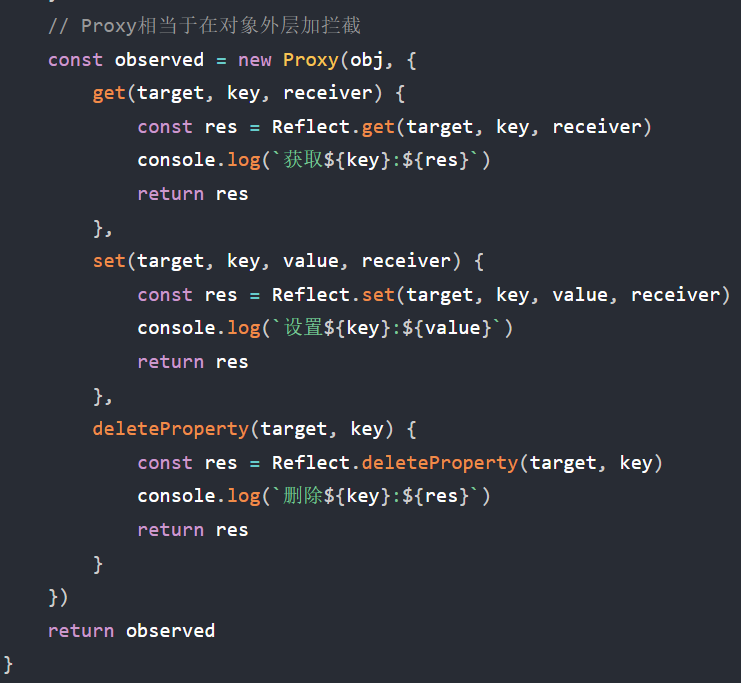 // Proxy相当于在对象外层加拦截
const observed = new Proxy(obj, {
get(target, key, receiver) {
const res = Reflect.get(target, key, receiver)
console.log(`获取${key}:${res}`)
return res
},
set(target, key, value, receiver) {
const res = Reflect.set(target, key, value, receiver)
console.log(`设置${key}:${value}`)
return res
},
deleteProperty(target, key) {
const res = Reflect.deleteProperty(target, key)
console.log(`删除${key}:${res}`)
return res
}
})
return observed
}